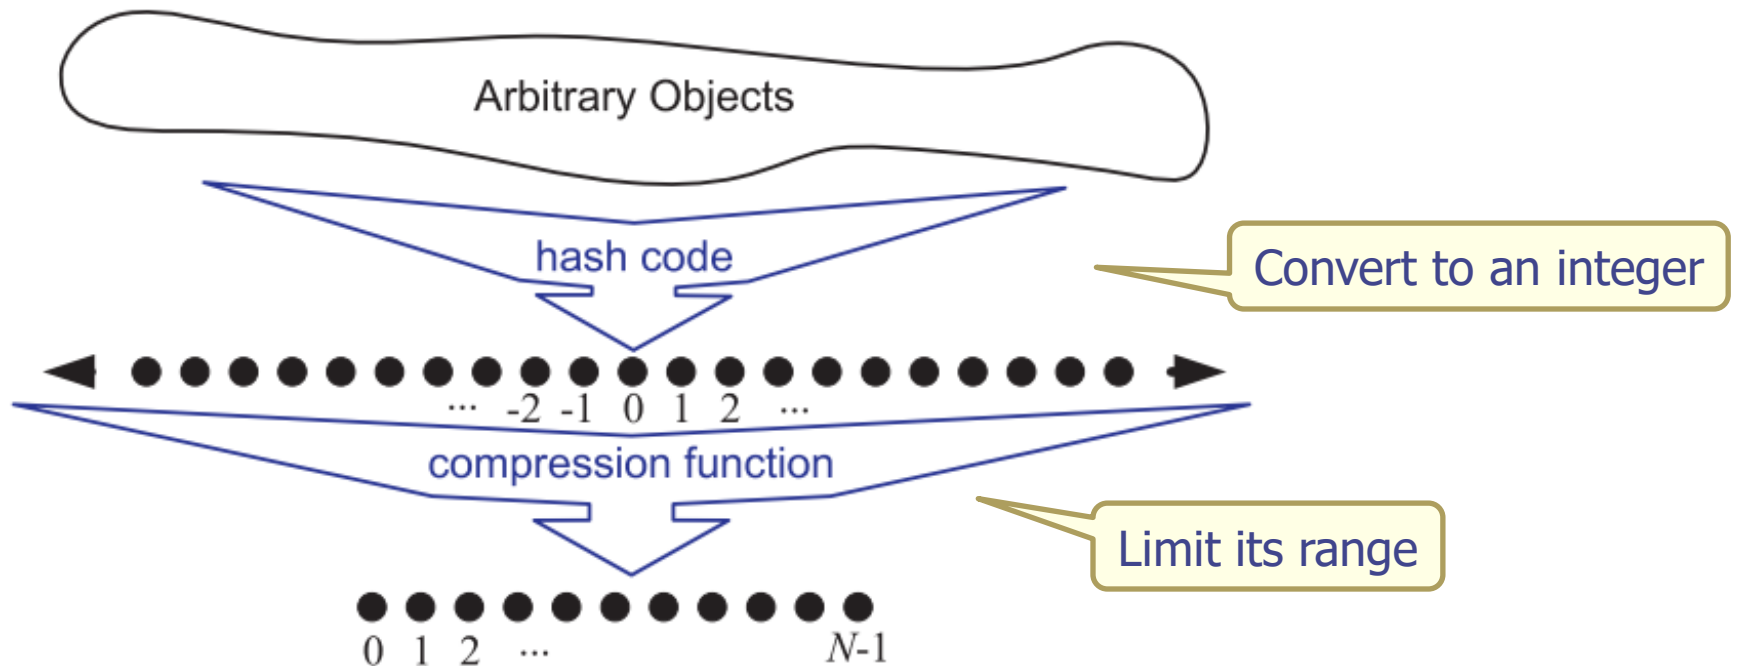 Arbitrary Objects
hash code
Convert to an integer
... -2 -1 0 1 2 ...
compression function
Limit its range
0 1 2 ... N-1